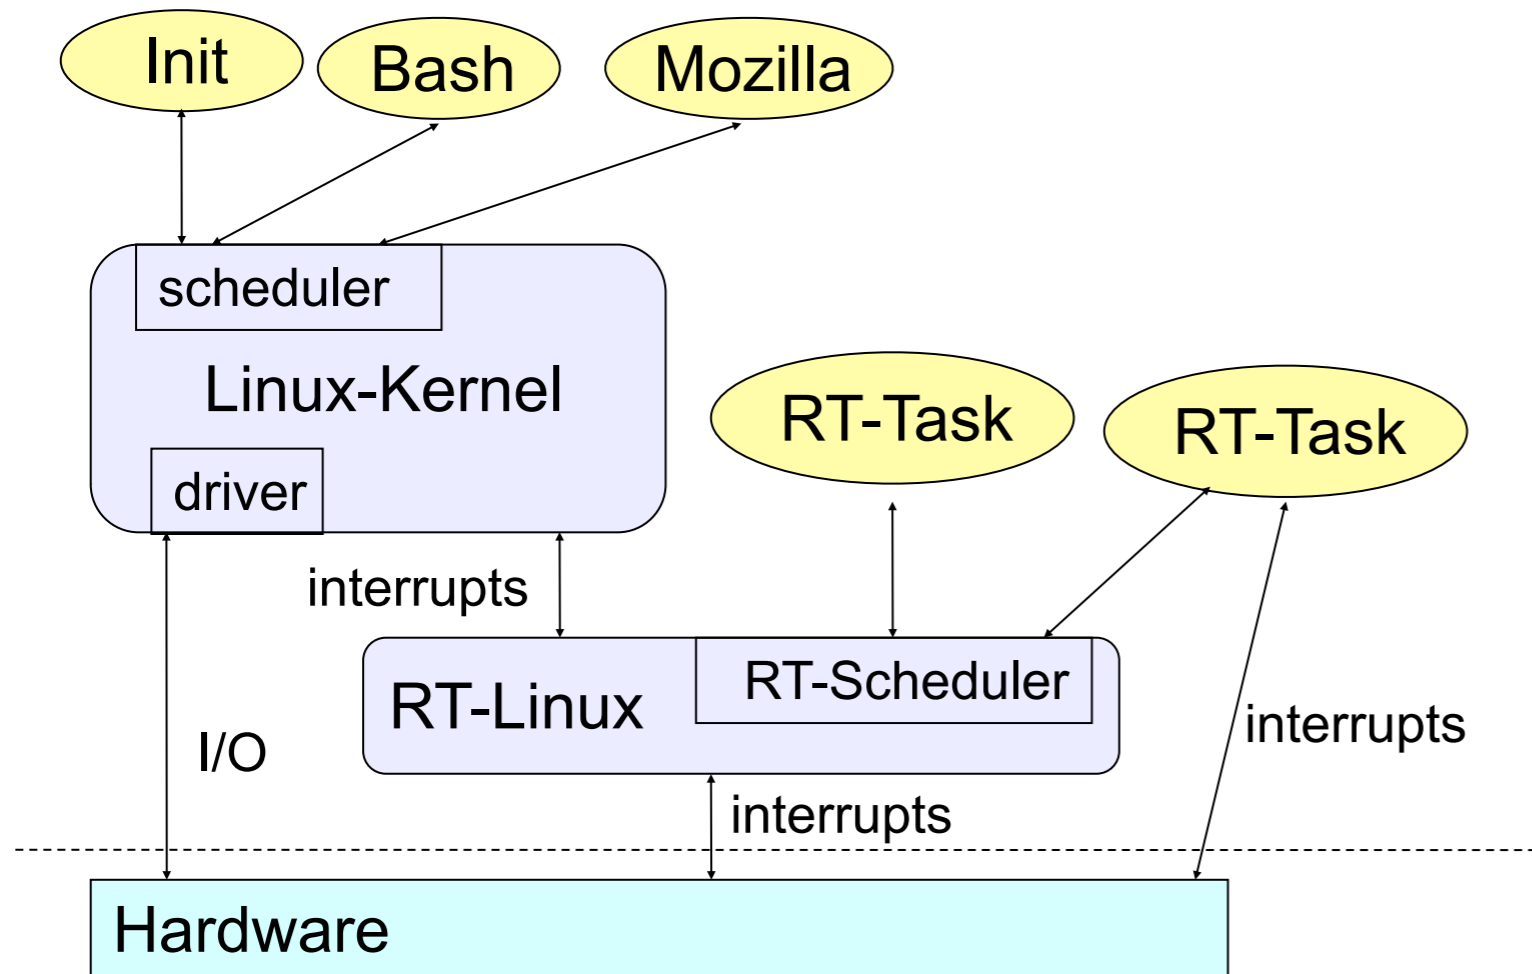 Init
Bash
Mozilla
scheduler
Linux-Kernel
RT-Task
RT-Task
driver
interrupts
RT-Scheduler
RT-Linux
interrupts
I/O
interrupts
Hardware